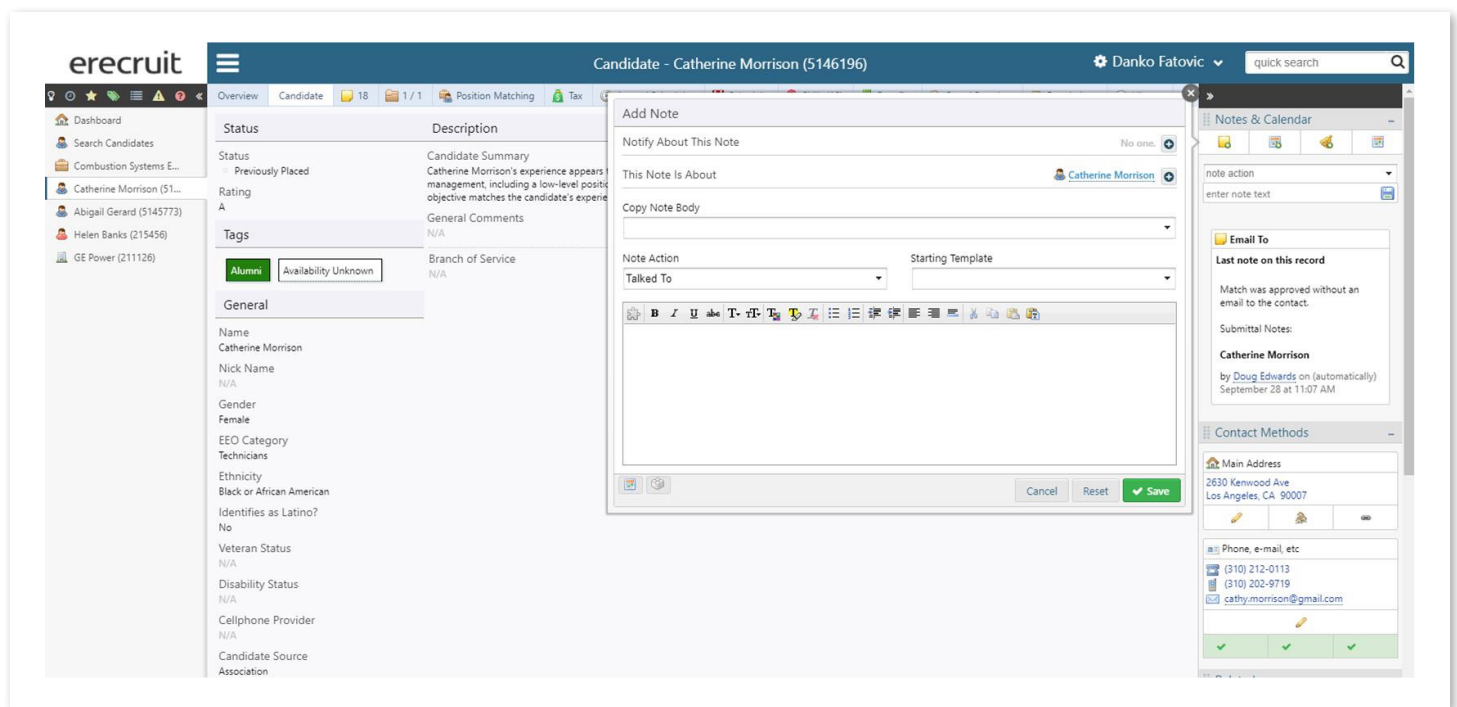 erecruit
Candidate - Catherine Morrison (5146196)
Danko Fatovic
quick search
Dashboard
Search Candidates
Combustion Systems E...
Catherine Morrison (51...
Abigail Gerard (5145773)
Helen Banks (215456)
GE Power (211126)
Overview
Candidate
18
1 / 1
Position Matching
Tax
Status
Status
Previously Placed
Rating
A
Tags
Alumni
Availability Unknown
General
Name
Catherine Morrison
Nick Name
N/A
Gender
Female
EEO Category
Technicians
Ethnicity
Black or African American
Identifies as Latino?
No
Veteran Status
N/A
Disability Status
N/A
Cellphone Provider
N/A
Candidate Source
Association
Description
Candidate Summary
Catherine Morrison's experience appears
management, including a low-level
objective matches the candidate's
General Comments
N/A
Branch of Service
N/A
Add Note
Notify About This Note
No one.
This Note Is About
Catherine Morrison
Copy Note Body
Note Action
Starting Template
Talked To
Cancel
Reset
Save
Notes & Calendar
note action
enter note text
Email To
Last note on this record
Match was approved without an
email to the contact.
Submittal Notes:
Catherine Morrison
by Doug Edwards on (automatically)
September 28 at 11:07 AM
Contact Methods
Main Address
2630 Kenwood Ave
Los Angeles, CA 90007
Phone, e-mail, etc
(310) 212-0113
(310) 202-9719
cathy.morrison@gmail.com